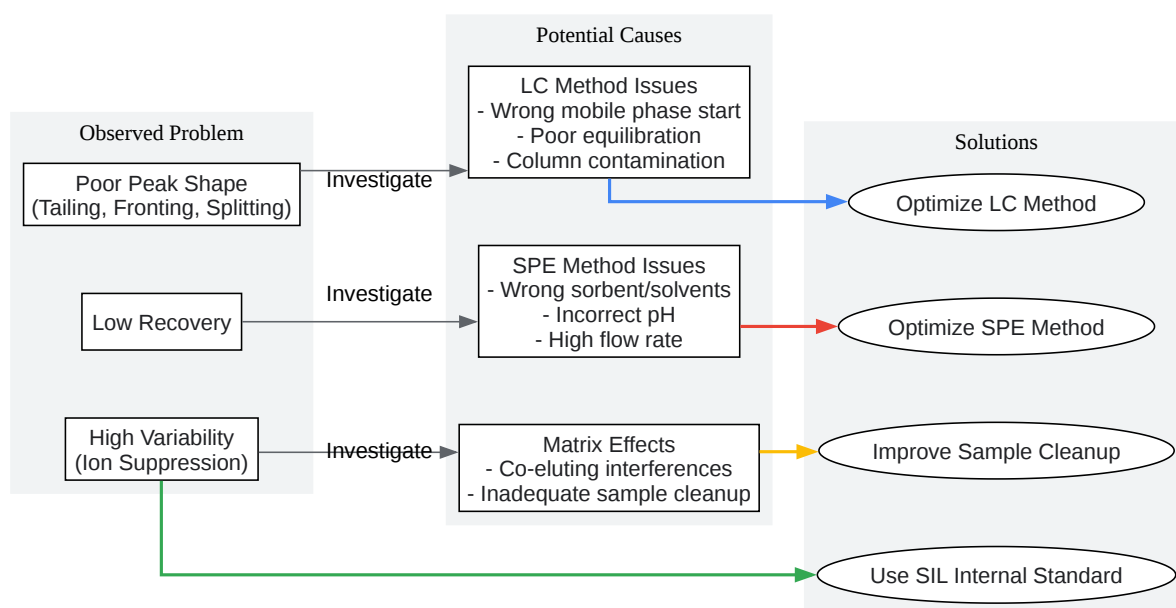 Observed Problem
Poor Peak Shape
(Tailing, Fronting, Splitting)
Low Recovery
High Variability
(Ion Suppression)
Investigate
Investigate
Investigate
Potential Causes
LC Method Issues
- Wrong mobile phase start
- Poor equilibration
- Column contamination
SPE Method Issues
- Wrong sorbent/solvents
- Incorrect pH
- High flow rate
Matrix Effects
- Co-eluting interferences
- Inadequate sample cleanup
Solutions
Optimize LC Method
Optimize SPE Method
Improve Sample Cleanup
Use SIL Internal Standard